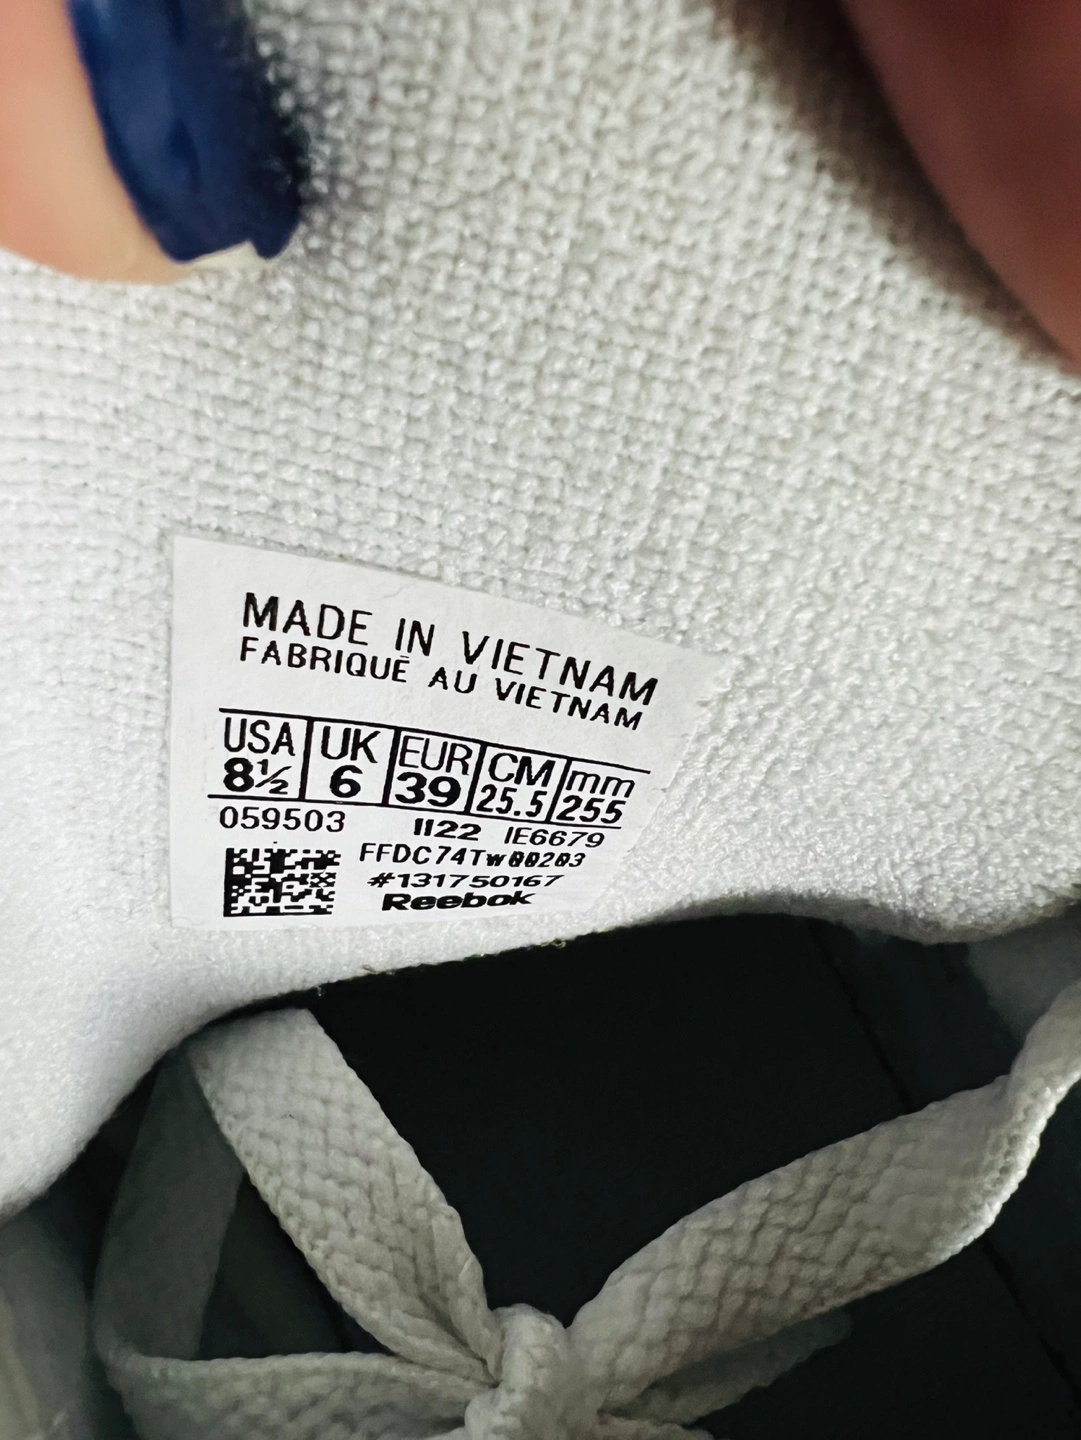 MADE IN VIETNAM
FABRIQUÉ AU VIETNAM
USA UK EUR CM mm
8½ 6 39 25.5 255
059503 1122 IE6679
FFDC74Tw00203
#131750167
Reebok